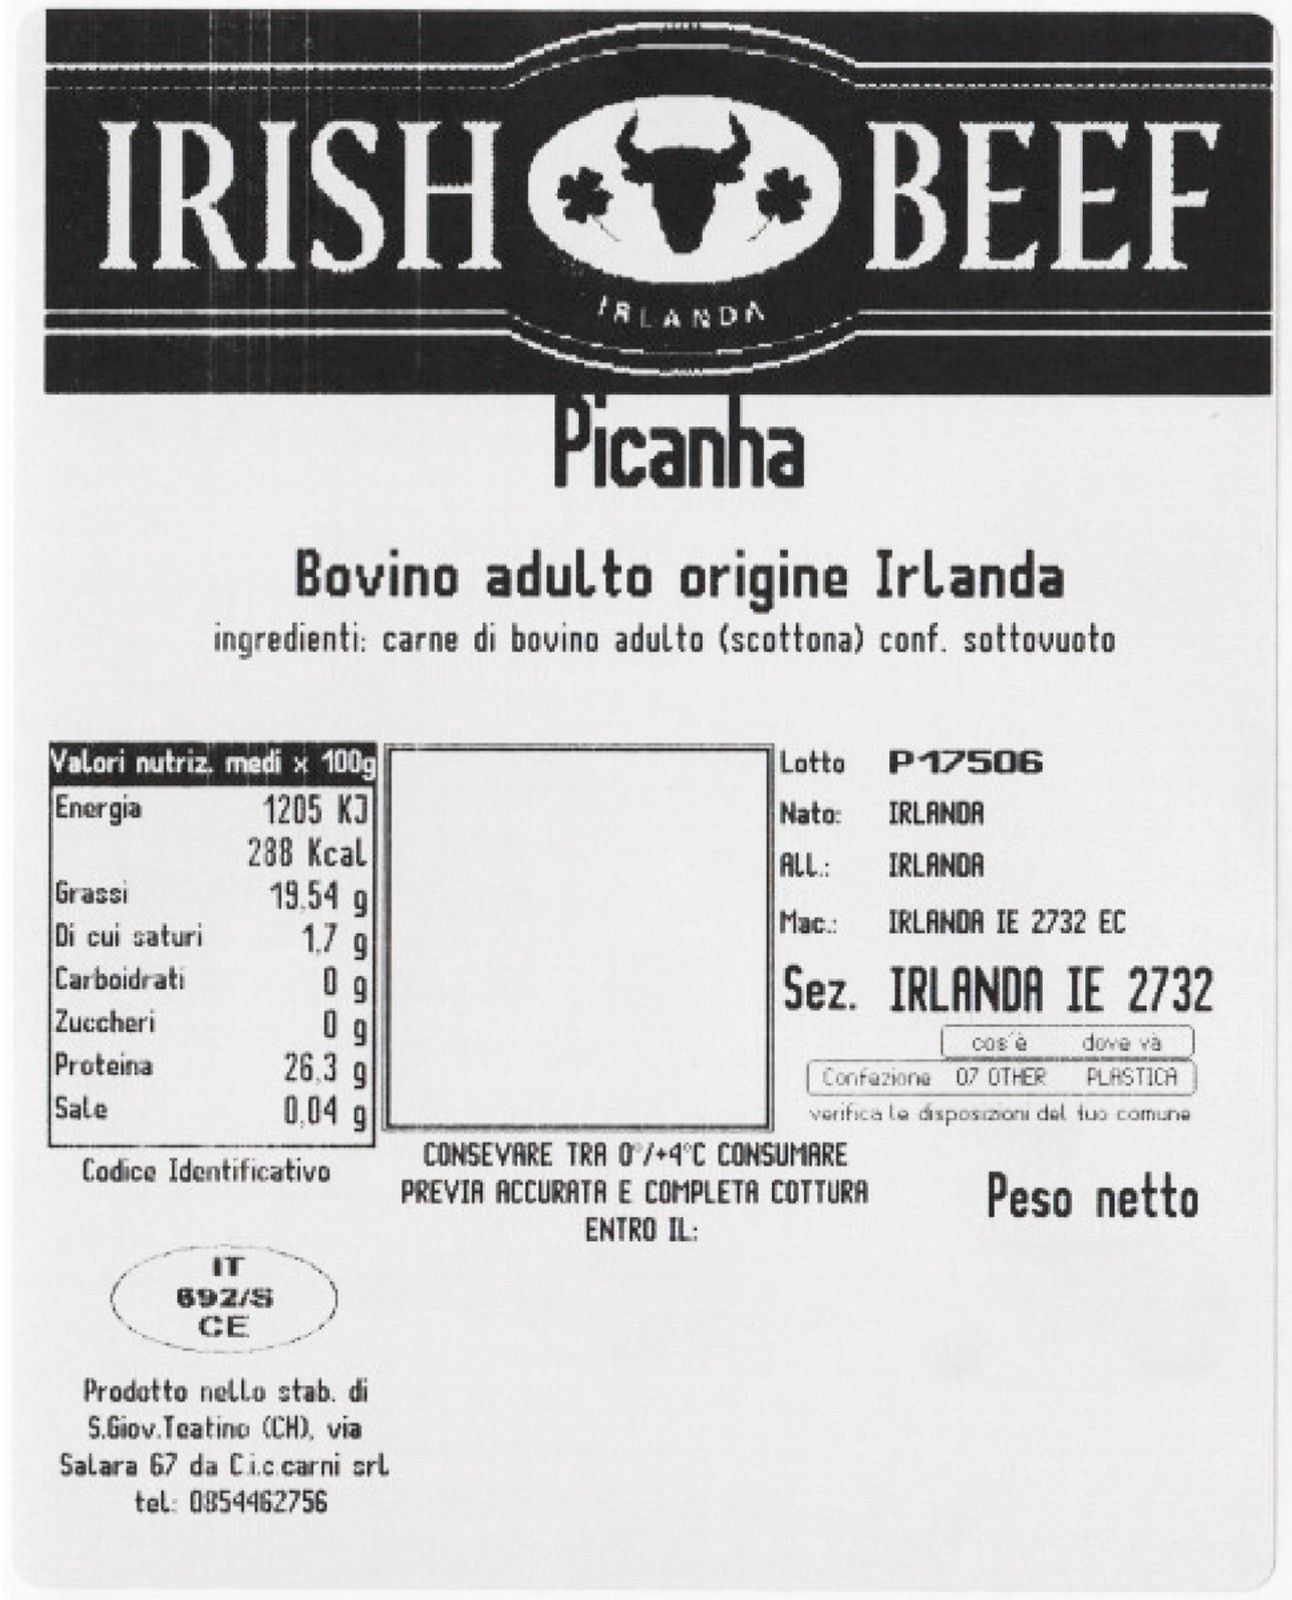 IRISH BEEF
IRLANDA
Picanha
Bovino adulto origine Irlanda
ingredienti: carne di bovino adulto (scottona) conf. sottovuoto
Valori nutriz. medi x 100g
Energia 1205 KJ
288 Kcal
Grassi 19,54 g
Di cui saturi 1,7 g
Carboidrati 0 g
Zuccheri 0 g
Proteina 26,3 g
Sale 0,04 g
Codice Identificativo
IT
692/S
CE
Prodotto nello stab. di
S.Giov.Teatino (CH), via
Salara 67 da C.i.c.carni srl
tel: 0854462756
CONSEVARE TRA 0°/+4°C CONSUMARE
PREVIA ACCURATA E COMPLETA COTTURA
ENTRO IL:
Lotto P17506
Nato: IRLANDA
All.: IRLANDA
Mac.: IRLANDA IE 2732 EC
Sez. IRLANDA IE 2732
cos'è dove và
Confezione 07 OTHER PLASTICA
verifica le disposizioni del tuo comune
Peso netto